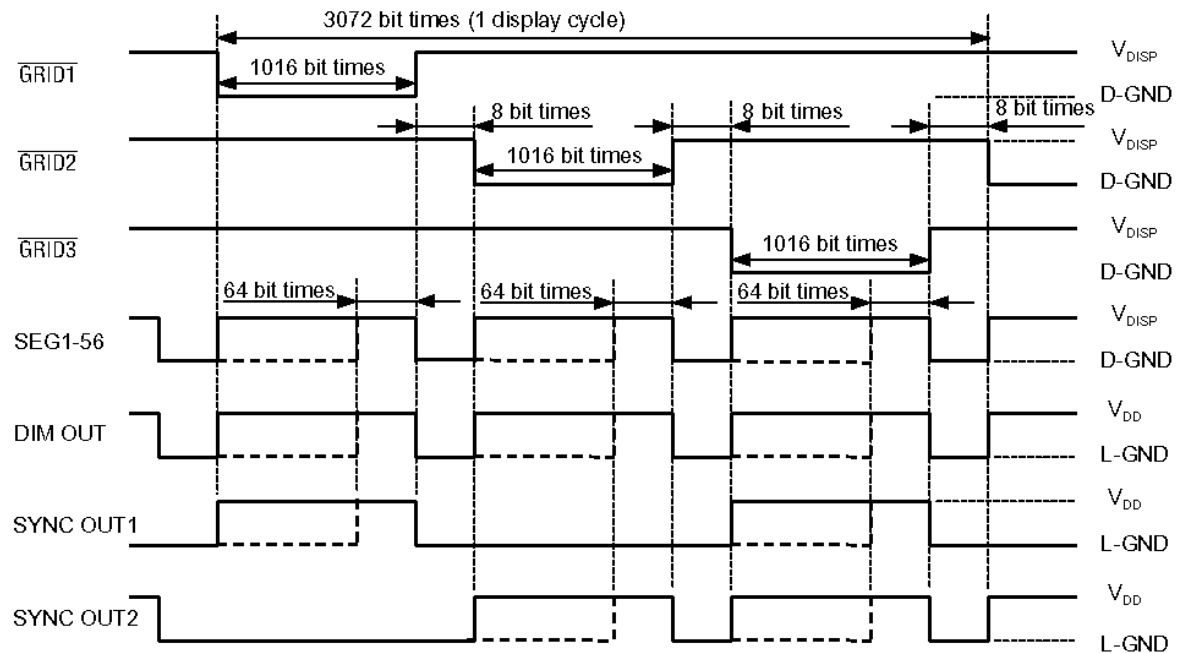 3072 bit times (1 display cycle)
GRID1
1016 bit times
V_DISP
D-GND
8 bit times
8 bit times
8 bit times
GRID2
1016 bit times
V_DISP
D-GND
GRID3
1016 bit times
V_DISP
D-GND
64 bit times
64 bit times
64 bit times
SEG1-56
V_DISP
D-GND
DIM OUT
V_DD
L-GND
SYNC OUT1
V_DD
L-GND
SYNC OUT2
V_DD
L-GND